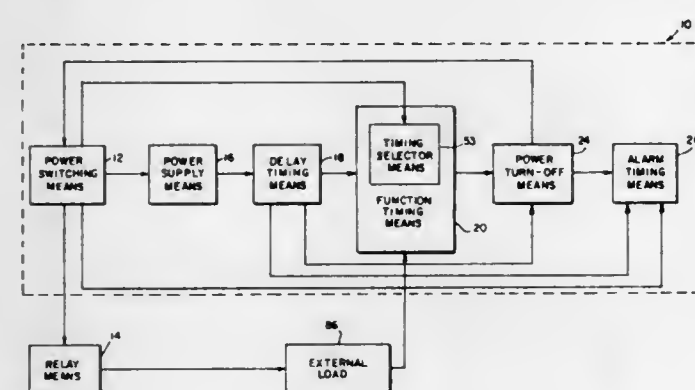 10
POWER
SWITCHING
MEANS
12
POWER
SUPPLY
MEANS
16
DELAY
TIMING
MEANS
18
TIMING
SELECTOR
MEANS
53
FUNCTION
TIMING
MEANS
20
POWER
TURN-OFF
MEANS
24
ALARM
TIMING
MEANS
RELAY
MEANS
14
EXTERNAL
LOAD
86